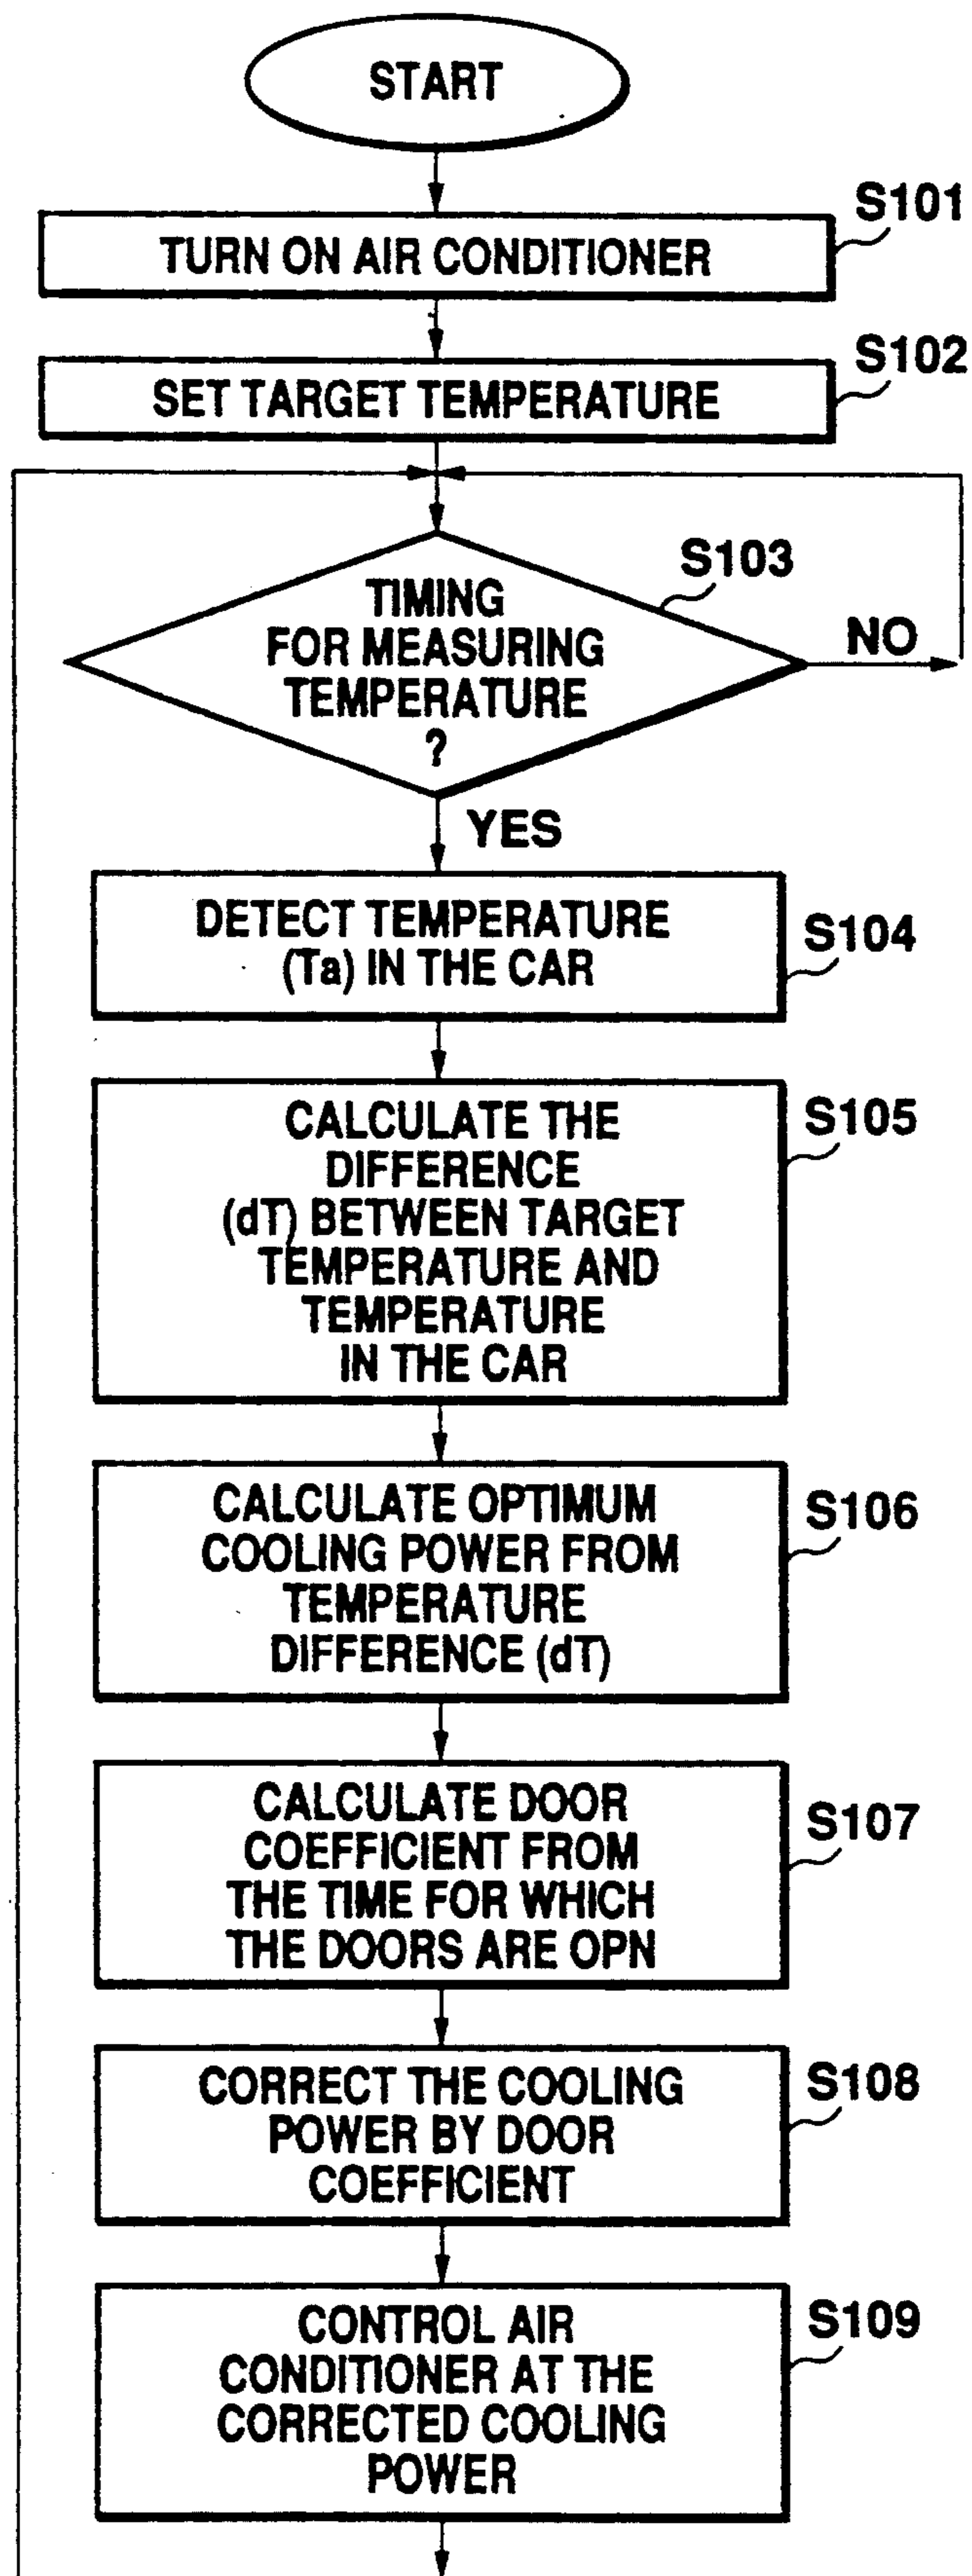 START
S101
TURN ON AIR CONDITIONER
S102
SET TARGET TEMPERATURE
S103
TIMING
FOR MEASURING
TEMPERATURE
?
NO
YES
DETECT TEMPERATURE
(Ta) IN THE CAR
S104
CALCULATE THE
DIFFERENCE
(dT) BETWEEN TARGET
TEMPERATURE AND
TEMPERATURE
IN THE CAR
S105
CALCULATE OPTIMUM
COOLING POWER FROM
TEMPERATURE
DIFFERENCE (dT)
S106
CALCULATE DOOR
COEFFICIENT FROM
THE TIME FOR WHICH
THE DOORS ARE OPN
S107
CORRECT THE COOLING
POWER BY DOOR
COEFFICIENT
S108
CONTROL AIR
CONDITIONER AT THE
CORRECTED COOLING
POWER
S109